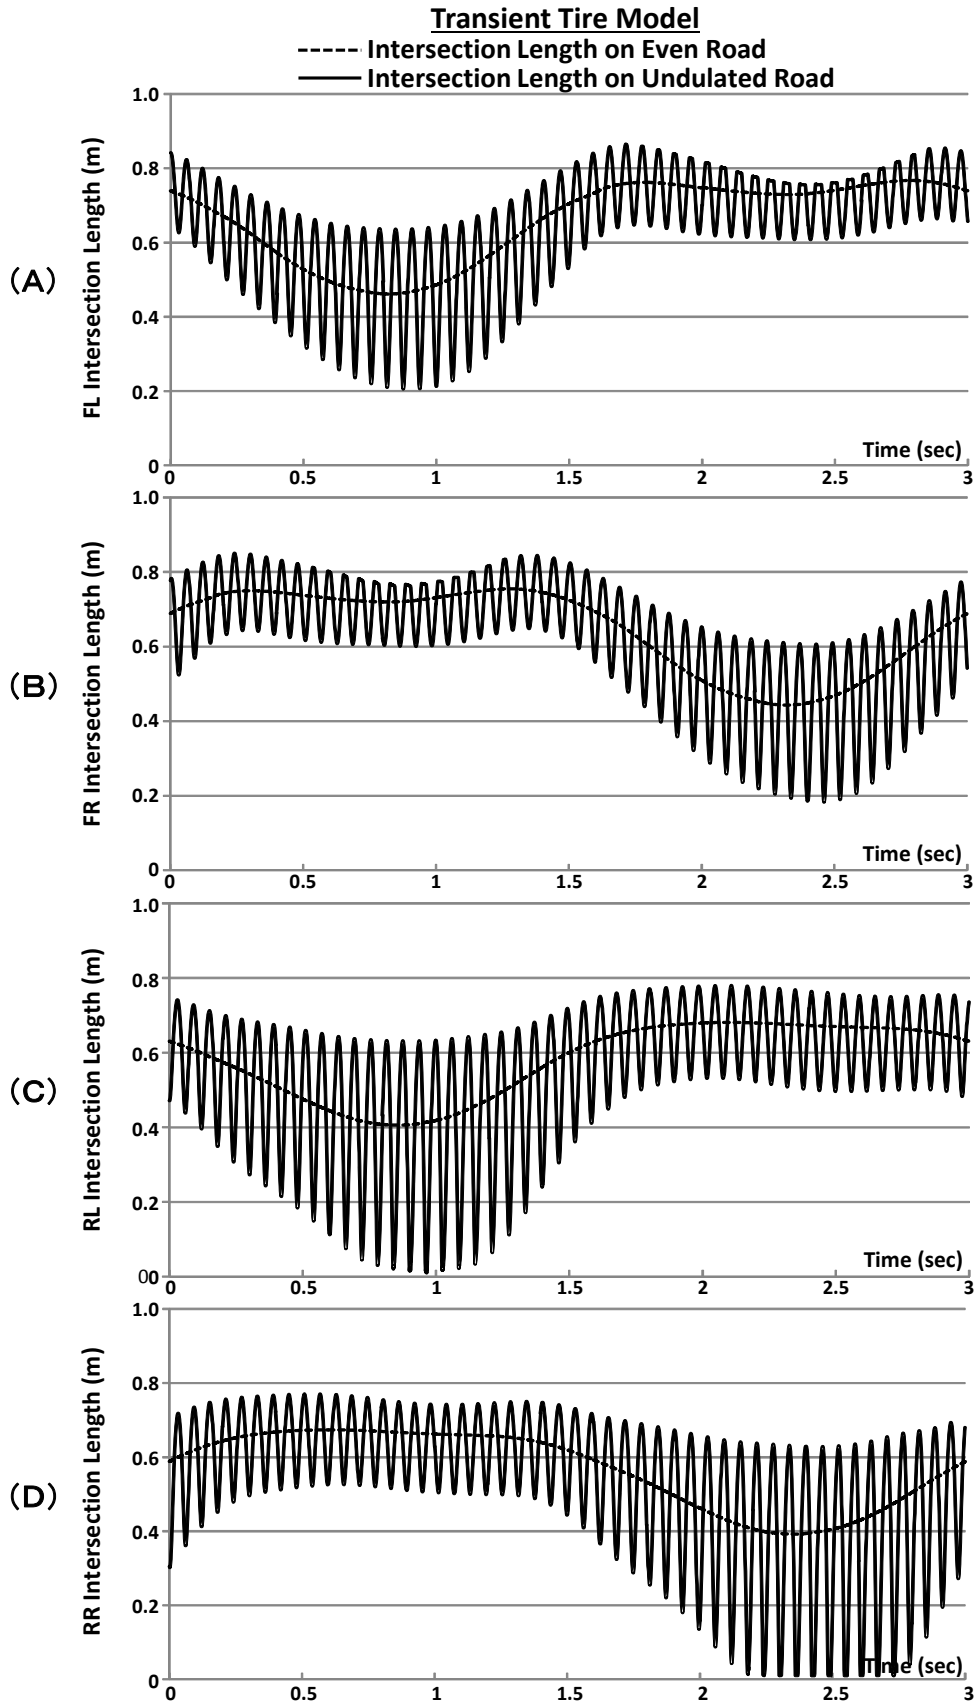 Transient Tire Model
Intersection Length on Even Road
Intersection Length on Undulated Road
(A)
FL Intersection Length (m)
1.0
0.8
0.6
0.4
0.2
0
Time (sec)
0 0.5 1 1.5 2 2.5 3
(B)
FR Intersection Length (m)
1.0
0.8
0.6
0.4
0.2
0
Time (sec)
0 0.5 1 1.5 2 2.5 3
(C)
RL Intersection Length (m)
1.0
0.8
0.6
0.4
0.2
00
Time (sec)
0 0.5 1 1.5 2 2.5 3
(D)
RR Intersection Length (m)
1.0
0.8
0.6
0.4
0.2
0
Time (sec)
0 0.5 1 1.5 2 2.5 3